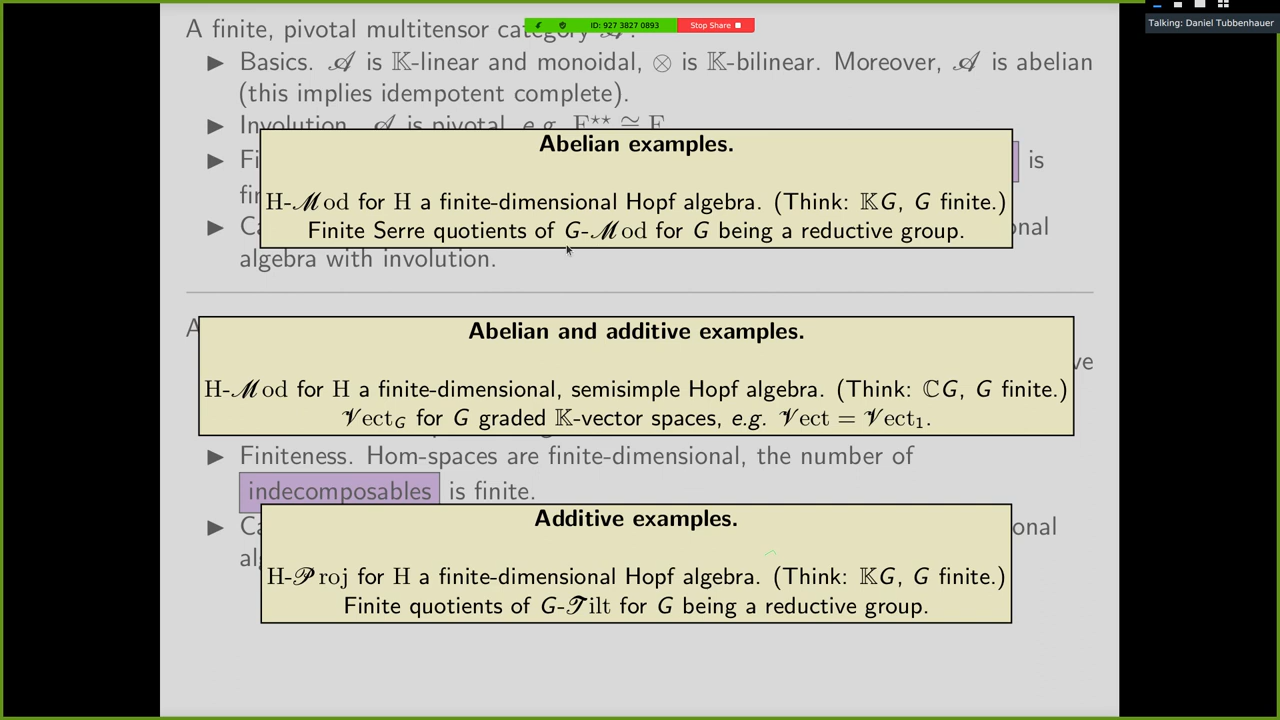 ID: 927 3827 0893 Stop Share
Talking: Daniel Tubbenhauer
A finite, pivotal multitensor category 𝒜.
▶ Basics. 𝒜 is 𝕂-linear and monoidal, ⊗ is 𝕂-bilinear. Moreover, 𝒜 is abelian
(this implies idempotent complete).
▶ Involution. 𝒜 is pivotal, e.g. F⋆⋆ ≅ F.
Abelian examples.
is
H-ℳod for H a finite-dimensional Hopf algebra. (Think: 𝕂G, G finite.)
Finite Serre quotients of G-ℳod for G being a reductive group.
algebra with involution.
Abelian and additive examples.
H-ℳod for H a finite-dimensional, semisimple Hopf algebra. (Think: ℂG, G finite.)
𝒱ect_G for G graded 𝕂-vector spaces, e.g. 𝒱ect = 𝒱ect₁.
▶ Finiteness. Hom-spaces are finite-dimensional, the number of
indecomposables is finite.
Additive examples.
H-𝒫roj for H a finite-dimensional Hopf algebra. (Think: 𝕂G, G finite.)
Finite quotients of G-𝒯ilt for G being a reductive group.